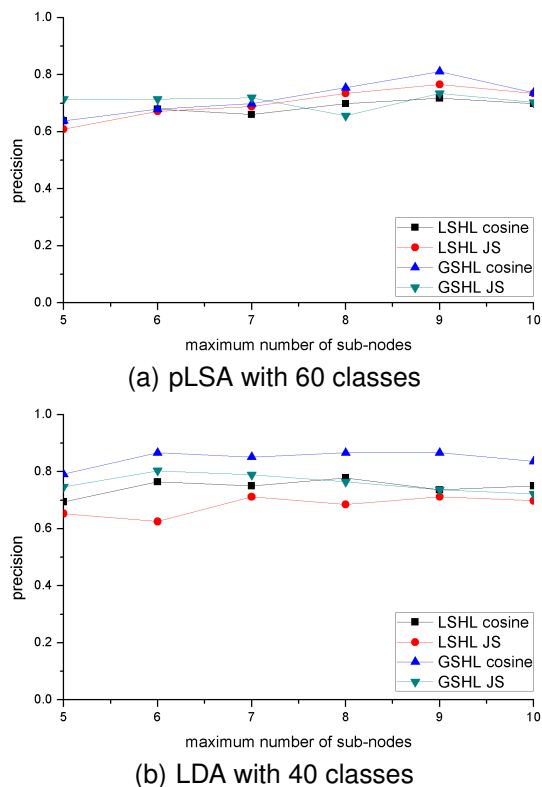 1.0
0.8
0.6
0.4
0.2
0.0
precision
LSHL cosine
LSHL JS
GSHL cosine
GSHL JS
5 6 7 8 9 10
maximum number of sub-nodes
(a) pLSA with 60 classes
1.0
0.8
0.6
0.4
0.2
0.0
precision
LSHL cosine
LSHL JS
GSHL cosine
GSHL JS
5 6 7 8 9 10
maximum number of sub-nodes
(b) LDA with 40 classes